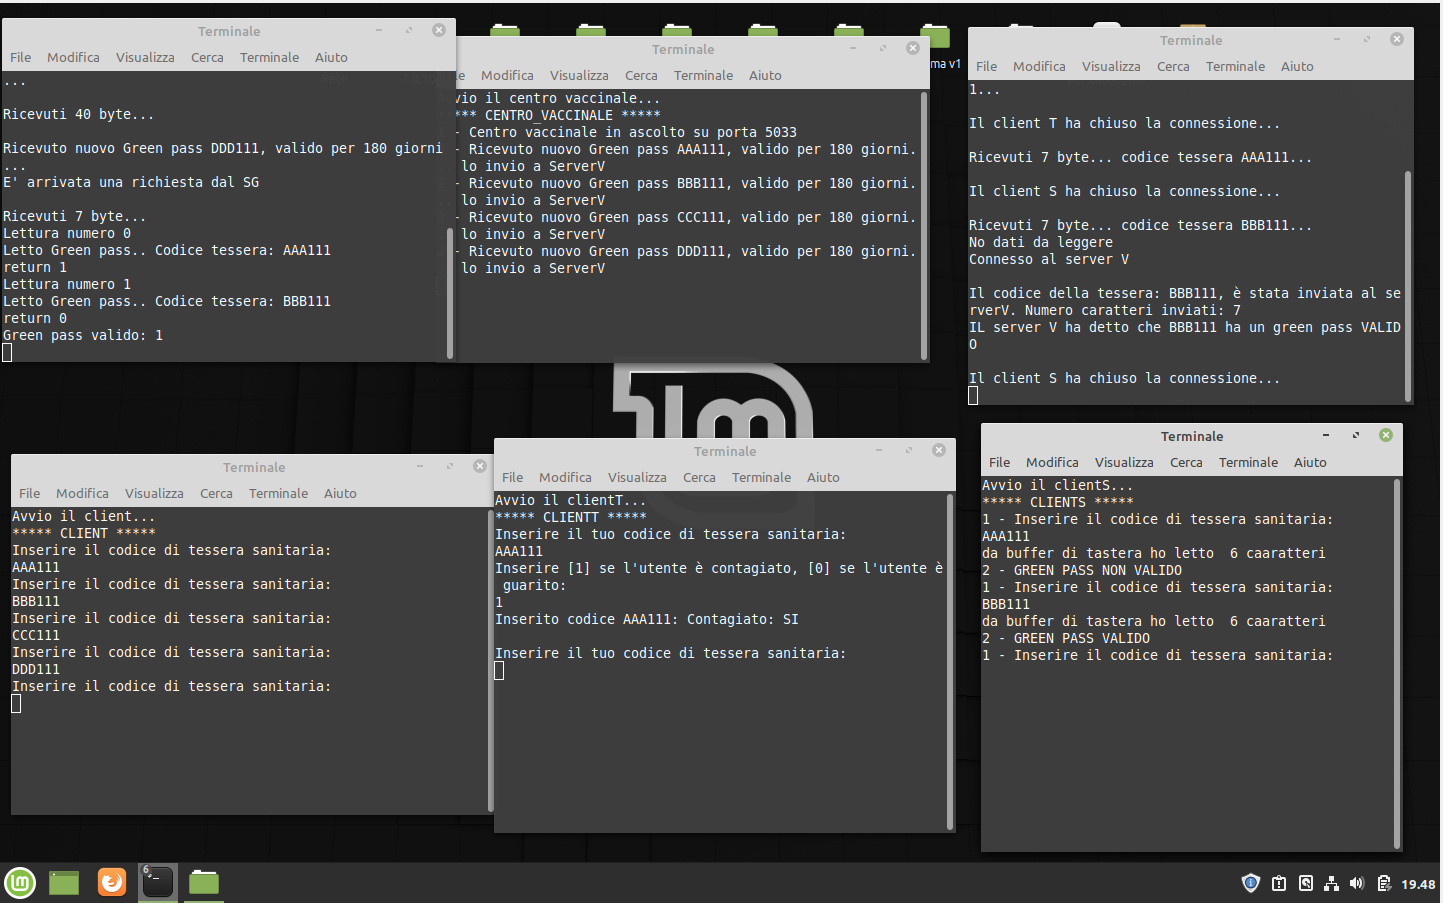 Terminale
File Modifica Visualizza Cerca Terminale Aiuto
...
Ricevuti 40 byte...
Ricevuto nuovo Green pass DDD111, valido per 180 giorni
...
E' arrivata una richiesta dal SG
Ricevuti 7 byte...
Lettura numero 0
Letto Green pass.. Codice tessera: AAA111
return 1
Lettura numero 1
Letto Green pass.. Codice tessera: BBB111
return 0
Green pass valido: 1
Terminale
le Modifica Visualizza Cerca Terminale Aiuto
vio il centro vaccinale...
*** CENTRO_VACCINALE *****
- Centro vaccinale in ascolto su porta 5033
- Ricevuto nuovo Green pass AAA111, valido per 180 giorni.
lo invio a ServerV
- Ricevuto nuovo Green pass BBB111, valido per 180 giorni.
lo invio a ServerV
- Ricevuto nuovo Green pass CCC111, valido per 180 giorni.
lo invio a ServerV
- Ricevuto nuovo Green pass DDD111, valido per 180 giorni.
lo invio a ServerV
ma v1
Terminale
File Modifica Visualizza Cerca Terminale Aiuto
1...
Il client T ha chiuso la connessione...
Ricevuti 7 byte... codice tessera AAA111...
Il client S ha chiuso la connessione...
Ricevuti 7 byte... codice tessera BBB111...
No dati da leggere
Connesso al server V
Il codice della tessera: BBB111, è stata inviata al se
rverV. Numero caratteri inviati: 7
IL server V ha detto che BBB111 ha un green pass VALID
O
Il client S ha chiuso la connessione...
Terminale
File Modifica Visualizza Cerca Terminale Aiuto
Avvio il client...
***** CLIENT *****
Inserire il codice di tessera sanitaria:
AAA111
Inserire il codice di tessera sanitaria:
BBB111
Inserire il codice di tessera sanitaria:
CCC111
Inserire il codice di tessera sanitaria:
DDD111
Inserire il codice di tessera sanitaria:
Terminale
File Modifica Visualizza Cerca Terminale Aiuto
Avvio il clientT...
***** CLIENTT *****
Inserire il tuo codice di tessera sanitaria:
AAA111
Inserire [1] se l'utente è contagiato, [0] se l'utente è
guarito:
1
Inserito codice AAA111: Contagiato: SI
Inserire il tuo codice di tessera sanitaria:
Terminale
File Modifica Visualizza Cerca Terminale Aiuto
Avvio il clientS...
***** CLIENTS *****
1 - Inserire il codice di tessera sanitaria:
AAA111
da buffer di tastera ho letto  6 caaratteri
2 - GREEN PASS NON VALIDO
1 - Inserire il codice di tessera sanitaria:
BBB111
da buffer di tastera ho letto  6 caaratteri
2 - GREEN PASS VALIDO
1 - Inserire il codice di tessera sanitaria:
6
19.48